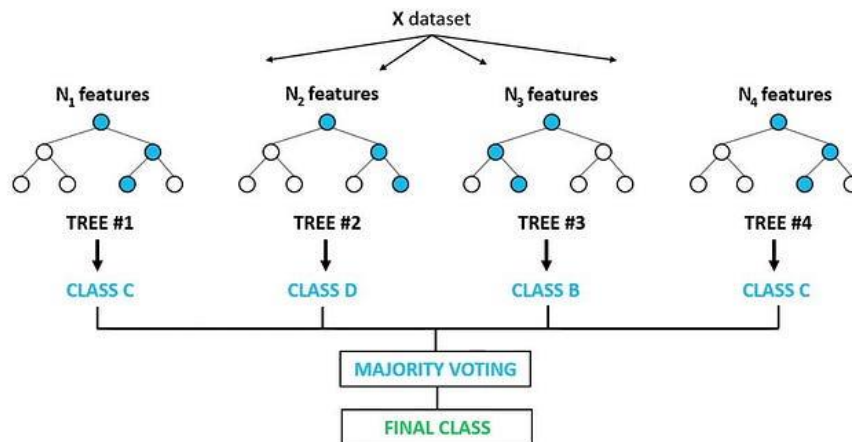 X dataset
N₁ features N₂ features N₃ features N₄ features
TREE #1 TREE #2 TREE #3 TREE #4
CLASS C CLASS D CLASS B CLASS C
MAJORITY VOTING
FINAL CLASS